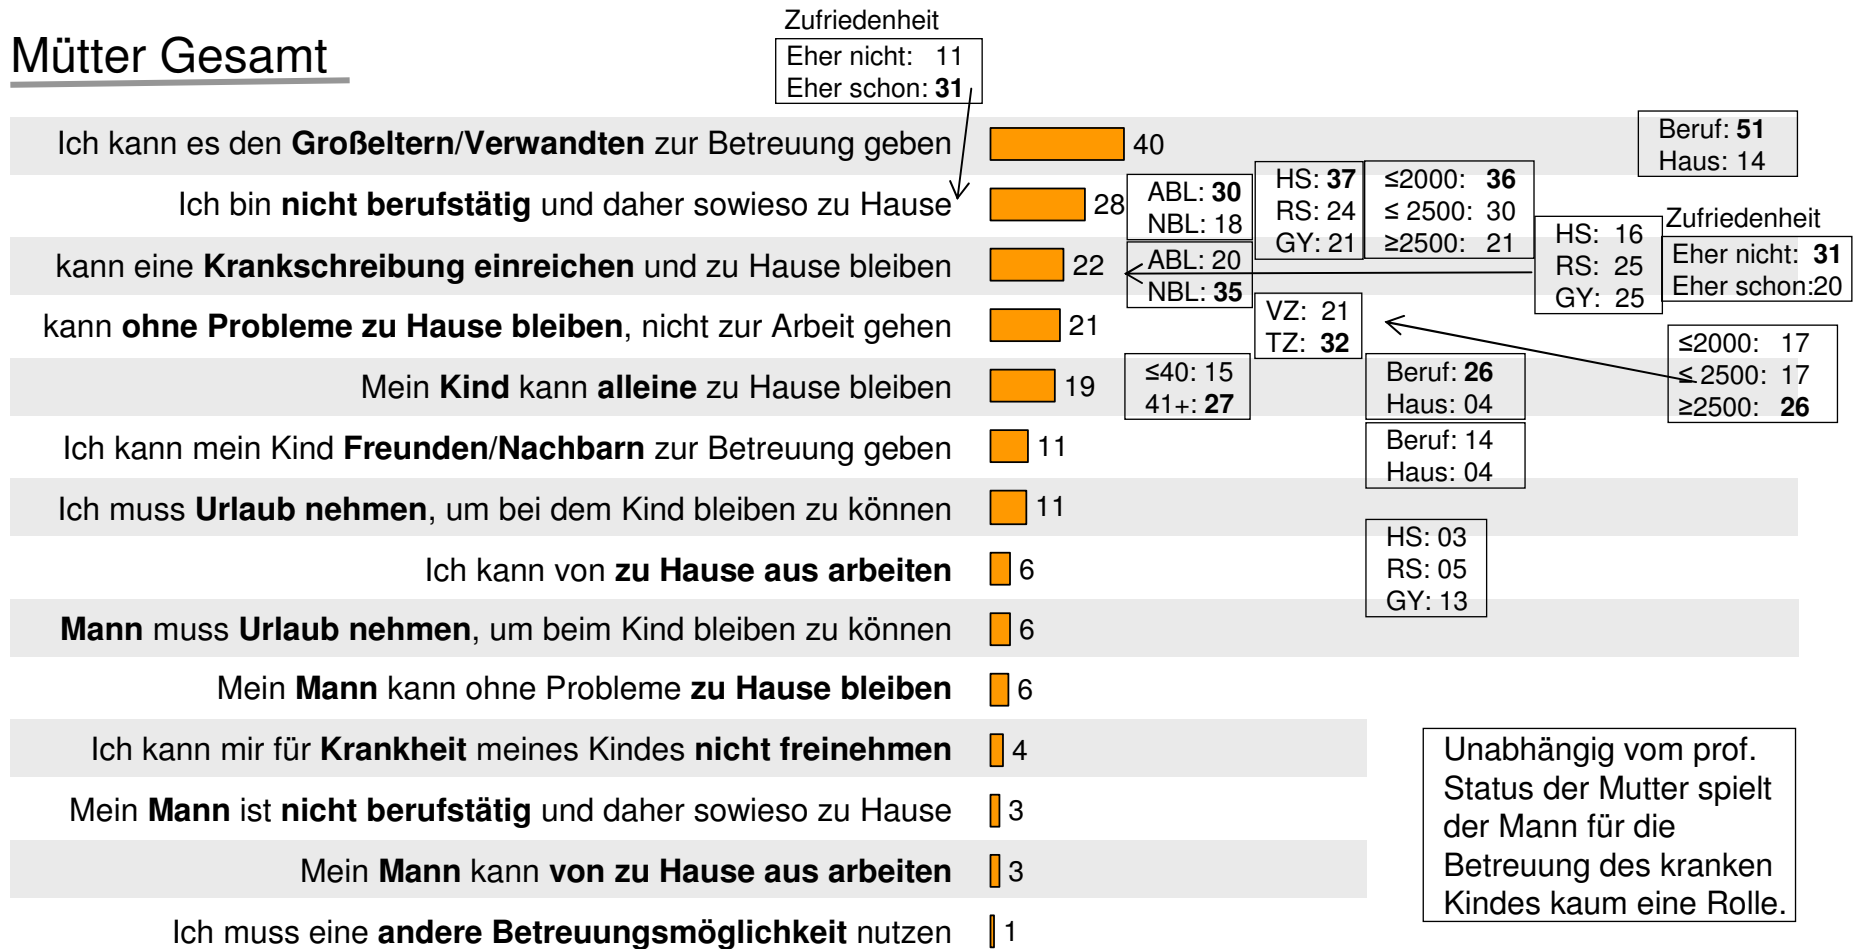 Mütter Gesamt
Zufriedenheit
Eher nicht: 11
Eher schon: 31
Ich kann es den Großeltern/Verwandten zur Betreuung geben
40
Beruf: 51
Haus: 14
Ich bin nicht berufstätig und daher sowieso zu Hause
28
ABL: 30
NBL: 18
HS: 37
RS: 24
GY: 21
≤2000: 36
≤ 2500: 30
≥2500: 21
kann eine Krankschreibung einreichen und zu Hause bleiben
22
ABL: 20
NBL: 35
HS: 16
RS: 25
GY: 25
Zufriedenheit
Eher nicht: 31
Eher schon:20
kann ohne Probleme zu Hause bleiben, nicht zur Arbeit gehen
21
VZ: 21
TZ: 32
≤2000: 17
≤ 2500: 17
≥2500: 26
Mein Kind kann alleine zu Hause bleiben
19
≤40: 15
41+: 27
Beruf: 26
Haus: 04
Ich kann mein Kind Freunden/Nachbarn zur Betreuung geben
11
Beruf: 14
Haus: 04
Ich muss Urlaub nehmen, um bei dem Kind bleiben zu können
11
Ich kann von zu Hause aus arbeiten
6
HS: 03
RS: 05
GY: 13
Mann muss Urlaub nehmen, um beim Kind bleiben zu können
6
Mein Mann kann ohne Probleme zu Hause bleiben
6
Ich kann mir für Krankheit meines Kindes nicht freinehmen
4
Mein Mann ist nicht berufstätig und daher sowieso zu Hause
3
Mein Mann kann von zu Hause aus arbeiten
3
Ich muss eine andere Betreuungsmöglichkeit nutzen
1
Unabhängig vom prof.
Status der Mutter spielt
der Mann für die
Betreuung des kranken
Kindes kaum eine Rolle.